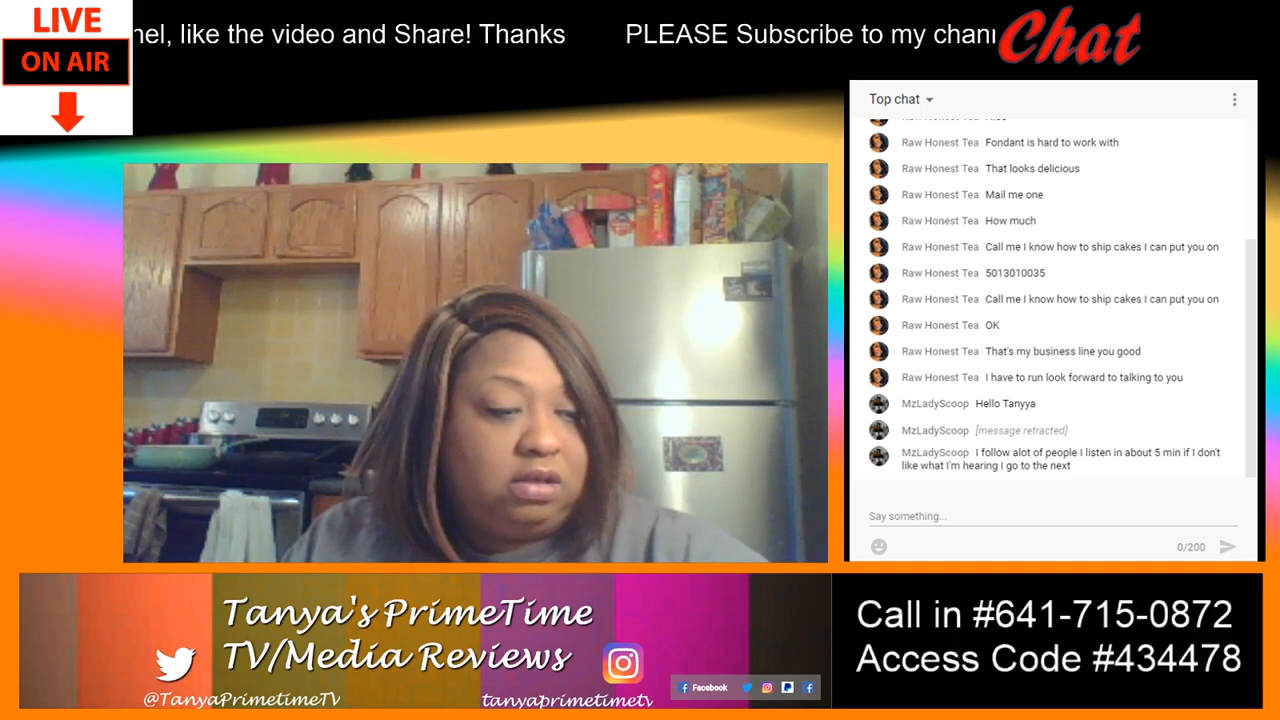 LIVE
ON AIR
nel, like the video and Share! Thanks PLEASE Subscribe to my chann
Chat
Top chat
Raw Honest Tea
Raw Honest Tea Fondant is hard to work with
Raw Honest Tea That looks delicious
Raw Honest Tea Mail me one
Raw Honest Tea How much
Raw Honest Tea Call me I know how to ship cakes I can put you on
Raw Honest Tea 5013010035
Raw Honest Tea Call me I know how to ship cakes I can put you on
Raw Honest Tea OK
Raw Honest Tea That's my business line you good
Raw Honest Tea I have to run look forward to talking to you
MzLadyScoop Hello Tanyya
MzLadyScoop [message retracted]
MzLadyScoop I follow alot of people I listen in about 5 min if I don't
like what I'm hearing I go to the next
Say something...
0/200
Tanya's PrimeTime
TV/Media Reviews
@TanyaPrimetimeTV
tanyaprimetimetv
Facebook
Call in #641-715-0872
Access Code #434478